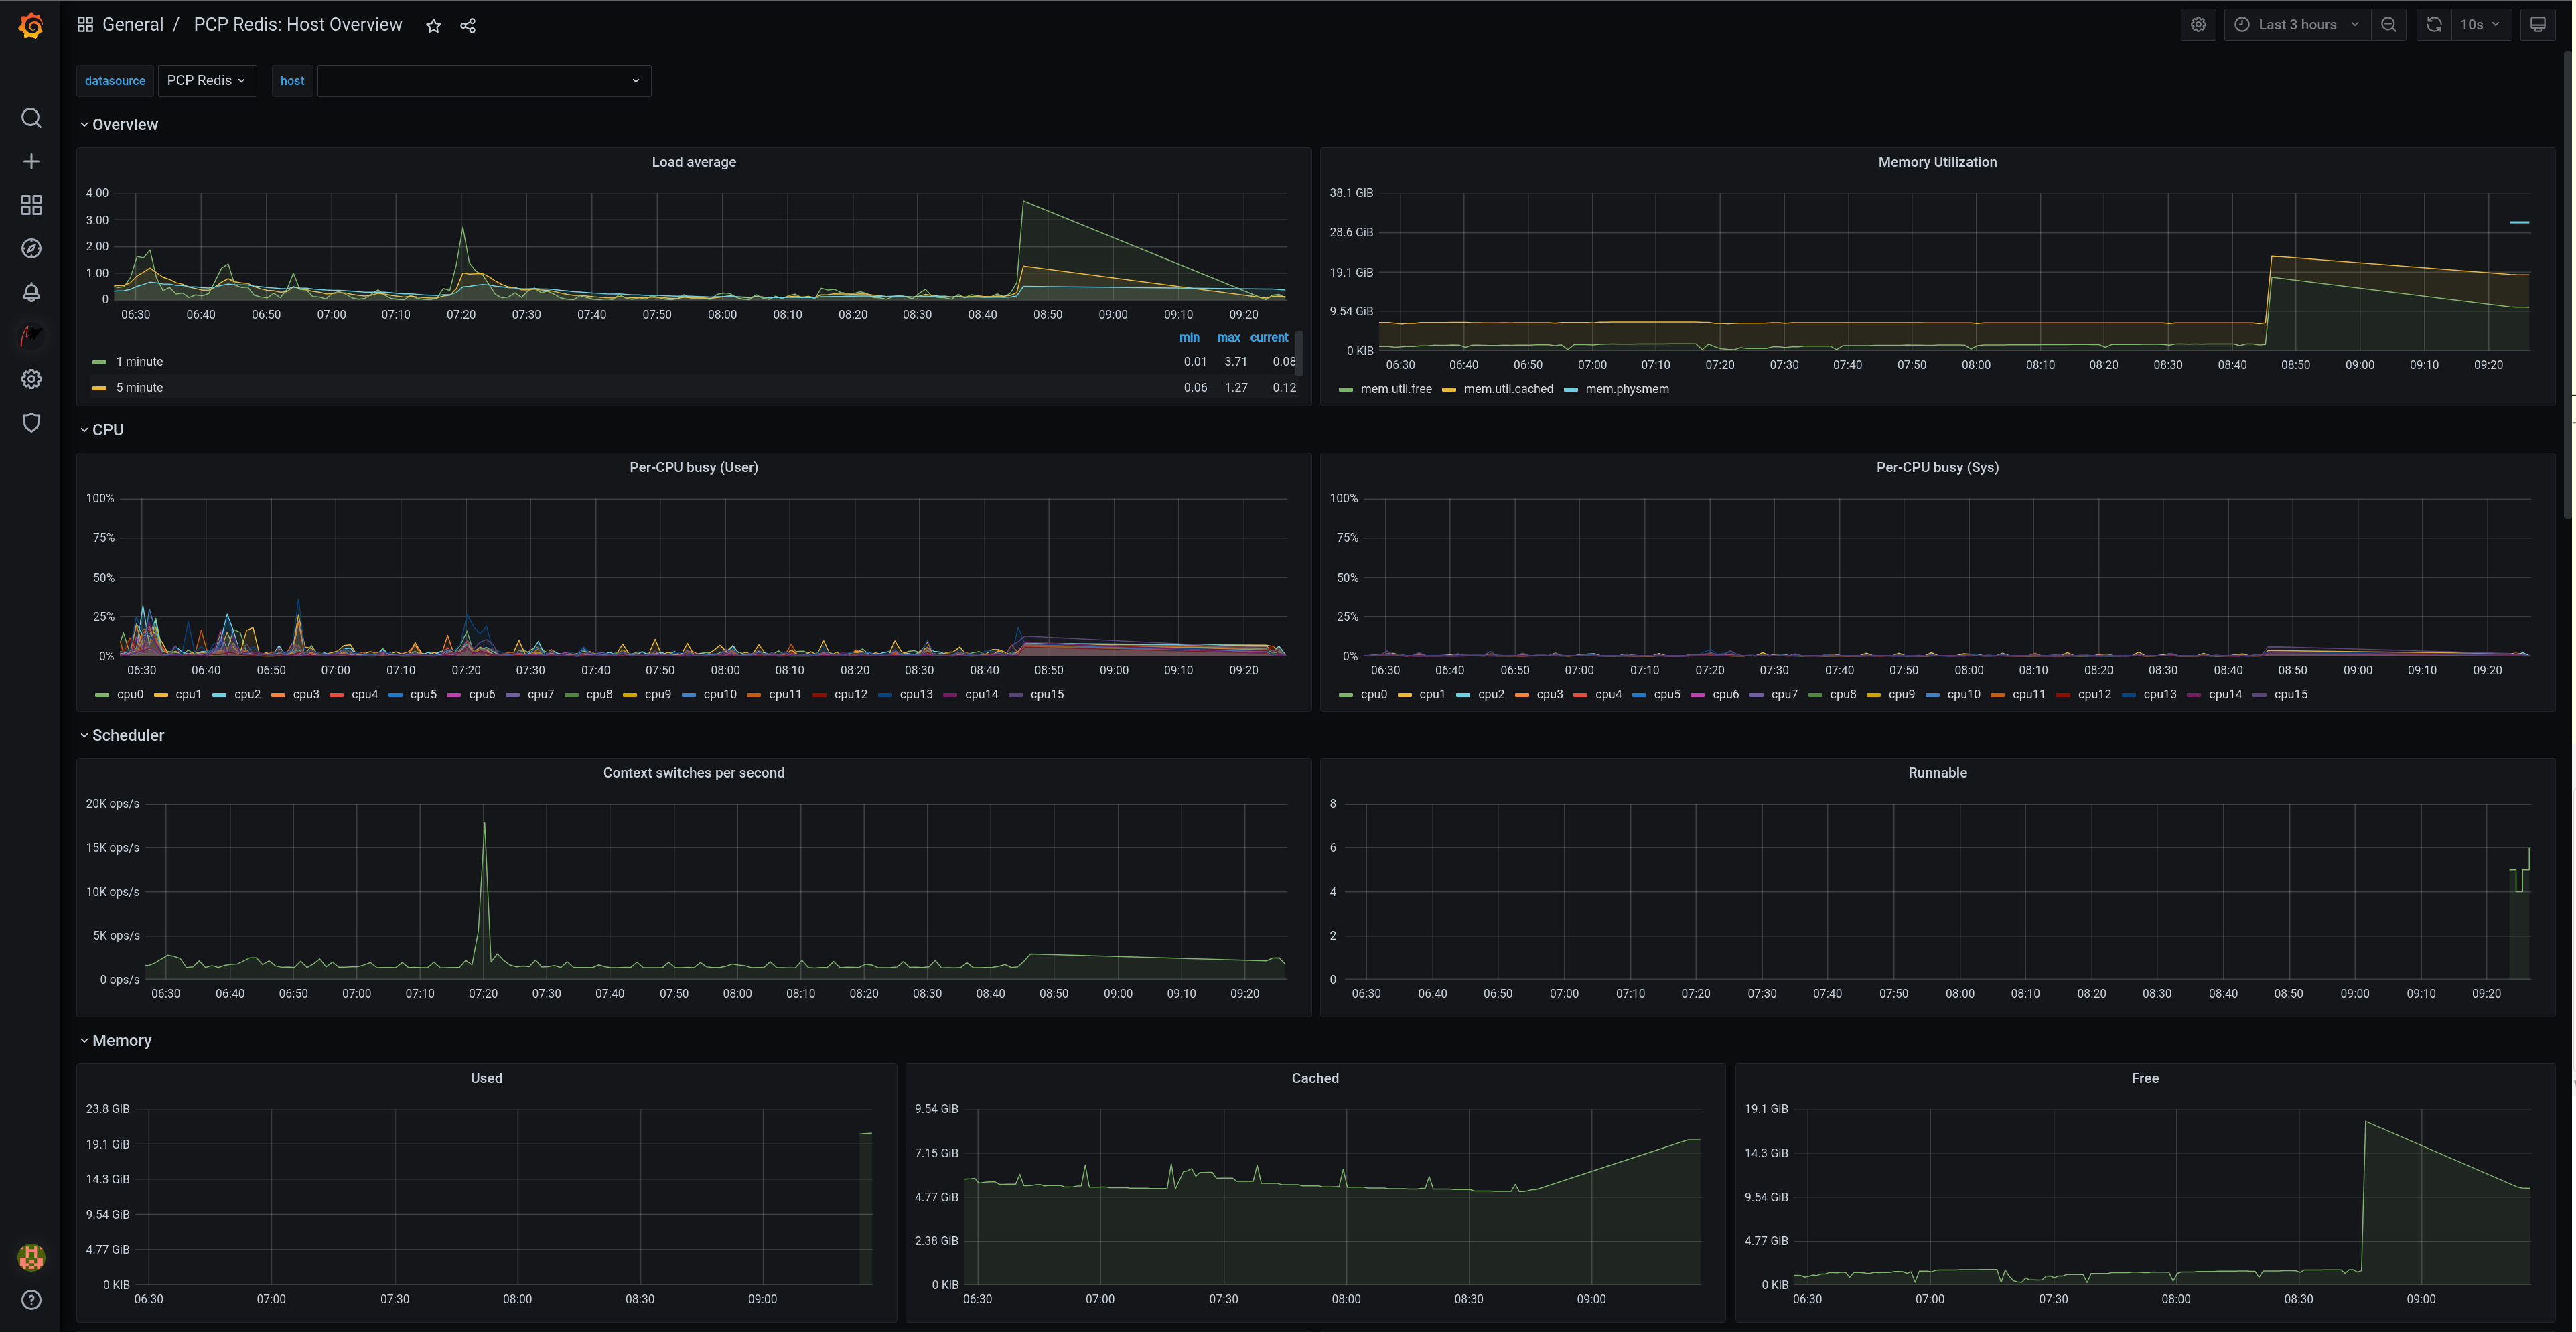 General / PCP Redis: Host Overview
Last 3 hours
10s
datasource PCP Redis host
Overview
Load average
4.00
3.00
2.00
1.00
0
06:30 06:40 06:50 07:00 07:10 07:20 07:30 07:40 07:50 08:00 08:10 08:20 08:30 08:40 08:50 09:00 09:10 09:20
min max current
1 minute 0.01 3.71 0.08
5 minute 0.06 1.27 0.12
Memory Utilization
38.1 GiB
28.6 GiB
19.1 GiB
9.54 GiB
0 KiB
06:30 06:40 06:50 07:00 07:10 07:20 07:30 07:40 07:50 08:00 08:10 08:20 08:30 08:40 08:50 09:00 09:10 09:20
mem.util.free mem.util.cached mem.physmem
CPU
Per-CPU busy (User)
100%
75%
50%
25%
0%
06:30 06:40 06:50 07:00 07:10 07:20 07:30 07:40 07:50 08:00 08:10 08:20 08:30 08:40 08:50 09:00 09:10 09:20
cpu0 cpu1 cpu2 cpu3 cpu4 cpu5 cpu6 cpu7 cpu8 cpu9 cpu10 cpu11 cpu12 cpu13 cpu14 cpu15
Per-CPU busy (Sys)
100%
75%
50%
25%
0%
06:30 06:40 06:50 07:00 07:10 07:20 07:30 07:40 07:50 08:00 08:10 08:20 08:30 08:40 08:50 09:00 09:10 09:20
cpu0 cpu1 cpu2 cpu3 cpu4 cpu5 cpu6 cpu7 cpu8 cpu9 cpu10 cpu11 cpu12 cpu13 cpu14 cpu15
Scheduler
Context switches per second
20K ops/s
15K ops/s
10K ops/s
5K ops/s
0 ops/s
06:30 06:40 06:50 07:00 07:10 07:20 07:30 07:40 07:50 08:00 08:10 08:20 08:30 08:40 08:50 09:00 09:10 09:20
Runnable
8
6
4
2
0
06:30 06:40 06:50 07:00 07:10 07:20 07:30 07:40 07:50 08:00 08:10 08:20 08:30 08:40 08:50 09:00 09:10 09:20
Memory
Used
23.8 GiB
19.1 GiB
14.3 GiB
9.54 GiB
4.77 GiB
0 KiB
06:30 07:00 07:30 08:00 08:30 09:00
Cached
9.54 GiB
7.15 GiB
4.77 GiB
2.38 GiB
0 KiB
06:30 07:00 07:30 08:00 08:30 09:00
Free
19.1 GiB
14.3 GiB
9.54 GiB
4.77 GiB
0 KiB
06:30 07:00 07:30 08:00 08:30 09:00